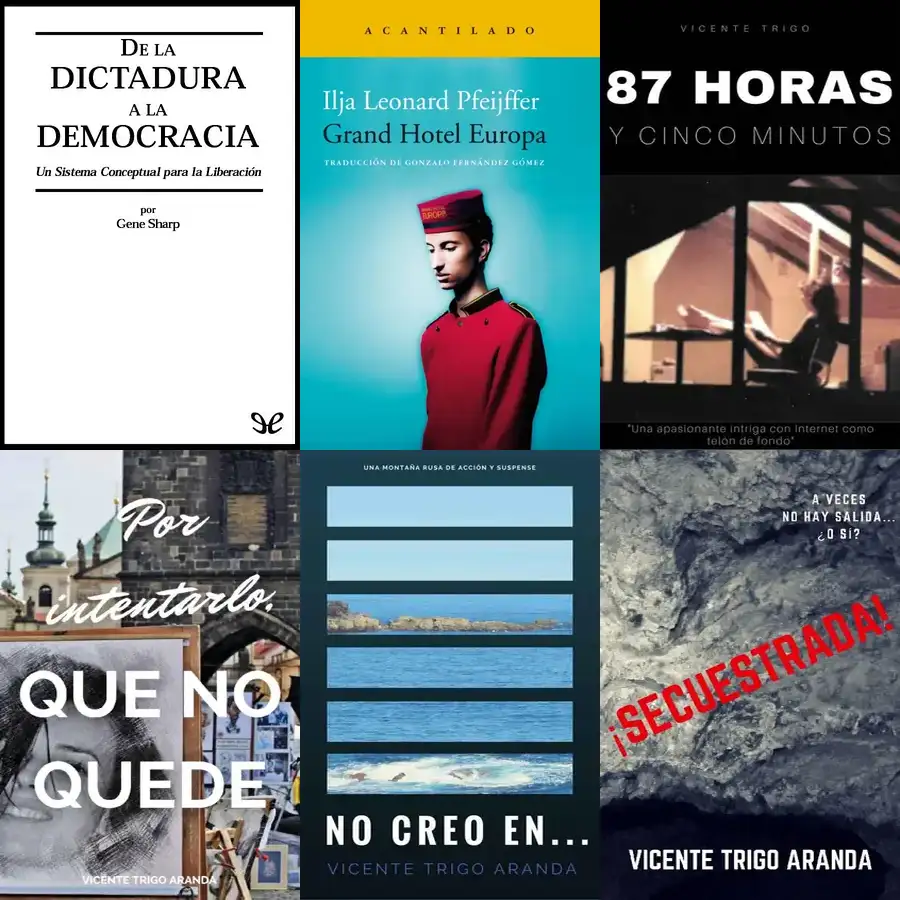 DE LA
DICTADURA
A LA
DEMOCRACIA
Un Sistema Conceptual para la Liberación
por
Gene Sharp
ACANTILADO
Ilja Leonard Pfeijffer
Grand Hotel Europa
TRADUCCIÓN DE GONZALO FERNÁNDEZ GÓMEZ
EUROPA
VICENTE TRIGO
87 HORAS
Y CINCO MINUTOS
"Una apasionante intriga con Internet como
telón de fondo"
Por
intentarlo,
QUE NO
QUEDE
VICENTE TRIGO ARANDA
UNA MONTAÑA RUSA DE ACCIÓN Y SUSPENSE
NO CREO EN...
VICENTE TRIGO ARANDA
A VECES
NO HAY SALIDA...
¿O SÍ?
¡SECUESTRADA!
VICENTE TRIGO ARANDA